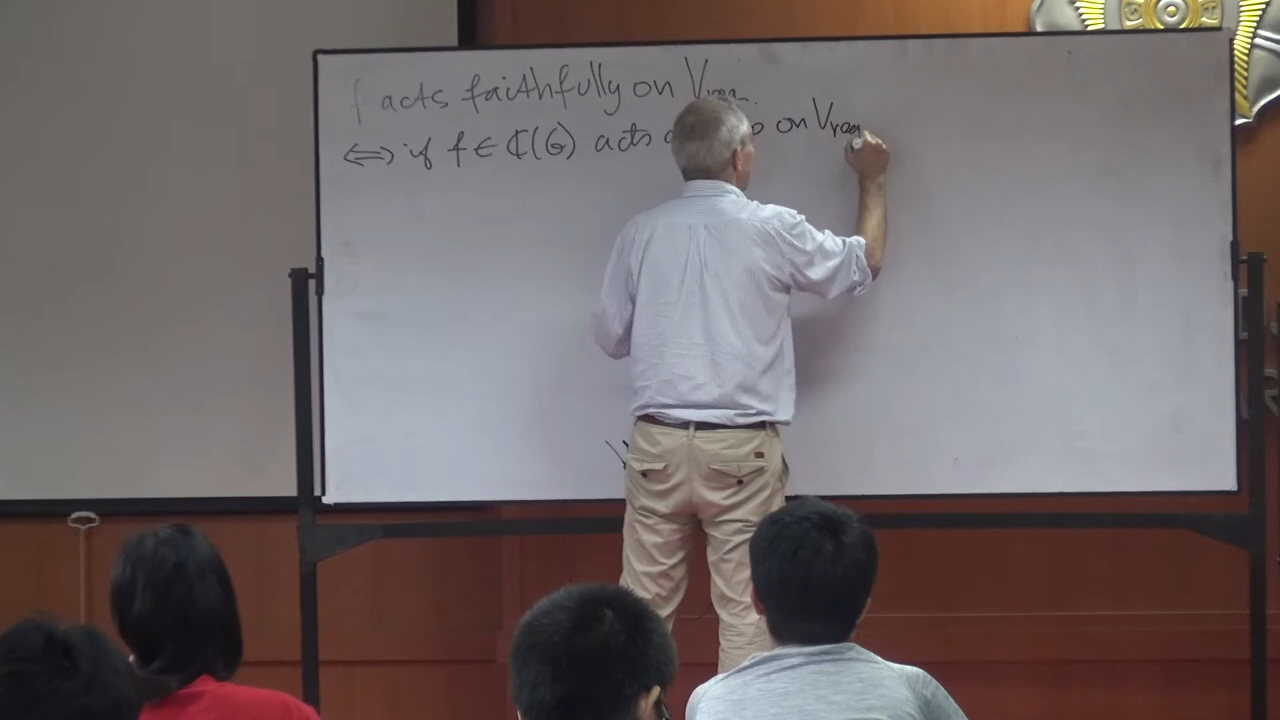 f acts faithfully on Vreg.
⟺ if f ∈ ℂ(G) acts on Vreg